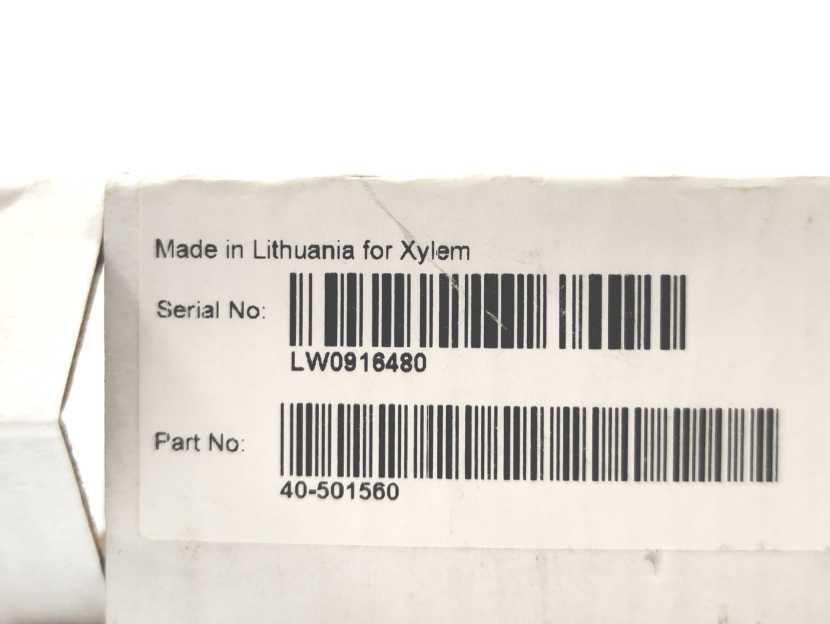 Made in Lithuania for Xylem
Serial No:
LW0916480
Part No:
40-501560